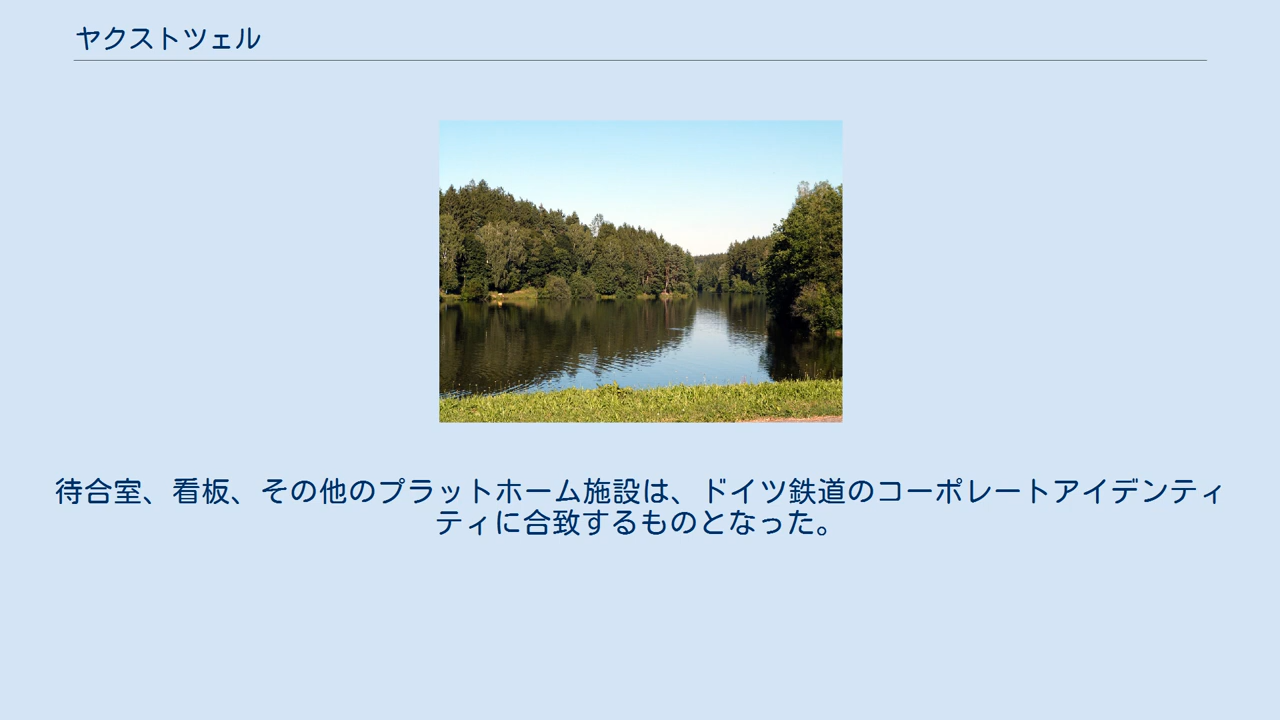 ヤクストツェル
待合室、看板、その他のプラットホーム施設は、ドイツ鉄道のコーポレートアイデンティ
ティに合致するものとなった。